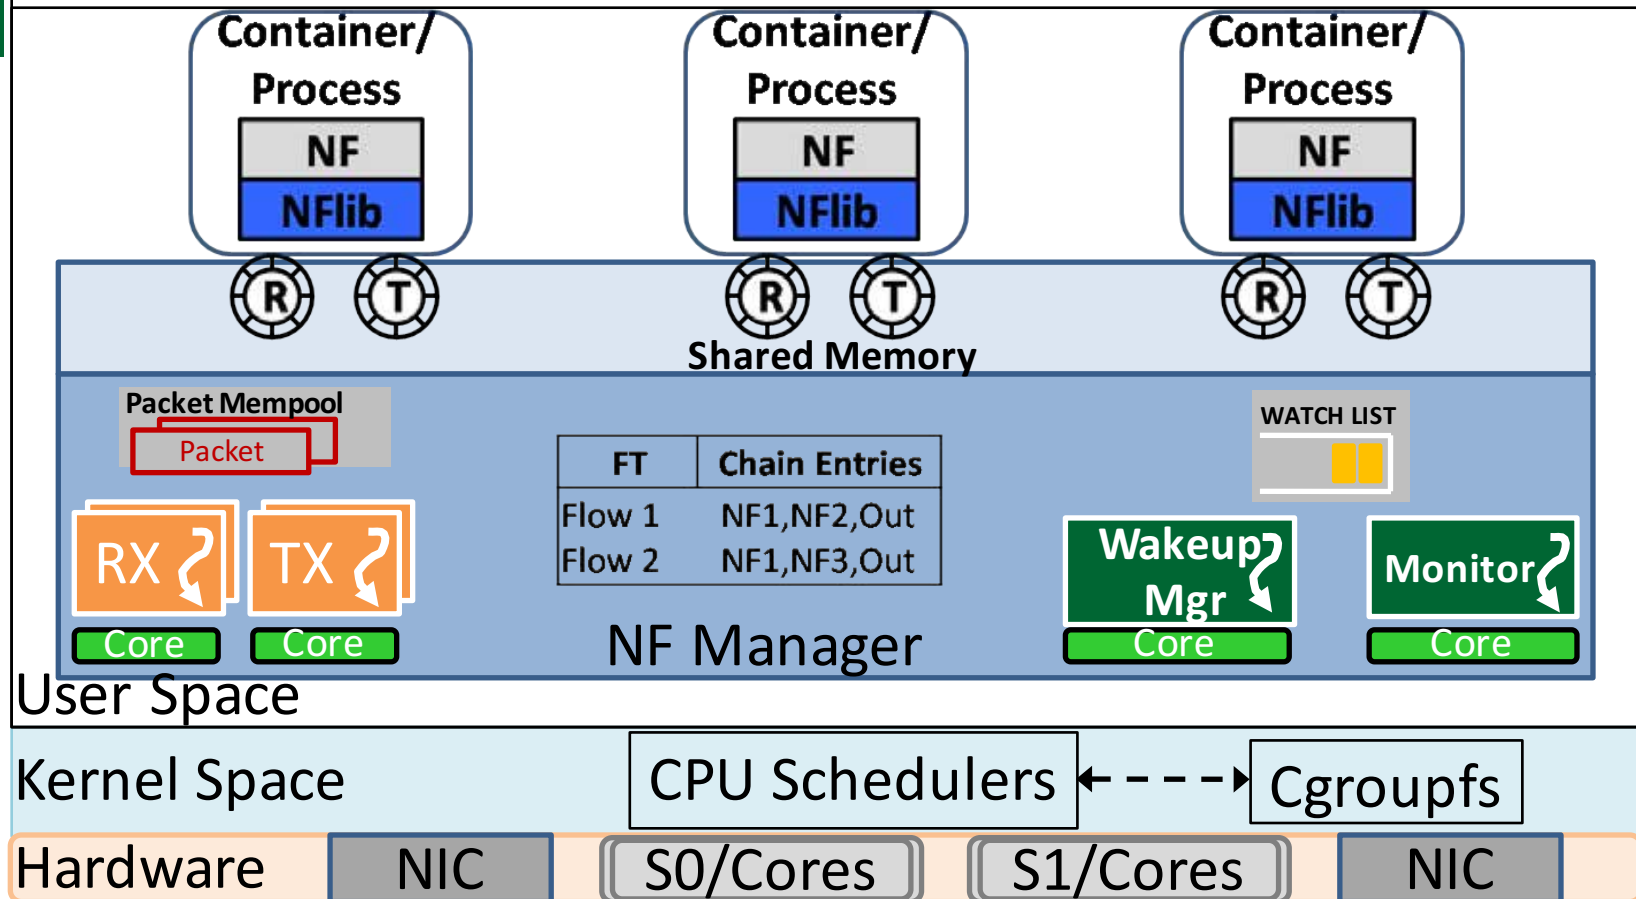 Container/
Process
NF
NFlib
R T
Container/
Process
NF
NFlib
R T
Container/
Process
NF
NFlib
R T
Shared Memory
Packet Mempool
Packet
RX
Core
TX
Core
FT Chain Entries
Flow 1 NF1,NF2,Out
Flow 2 NF1,NF3,Out
NF Manager
WATCH LIST
Wakeup
Mgr
Core
Monitor
Core
User Space
Kernel Space
CPU Schedulers
Cgroupfs
Hardware
NIC
S0/Cores
S1/Cores
NIC